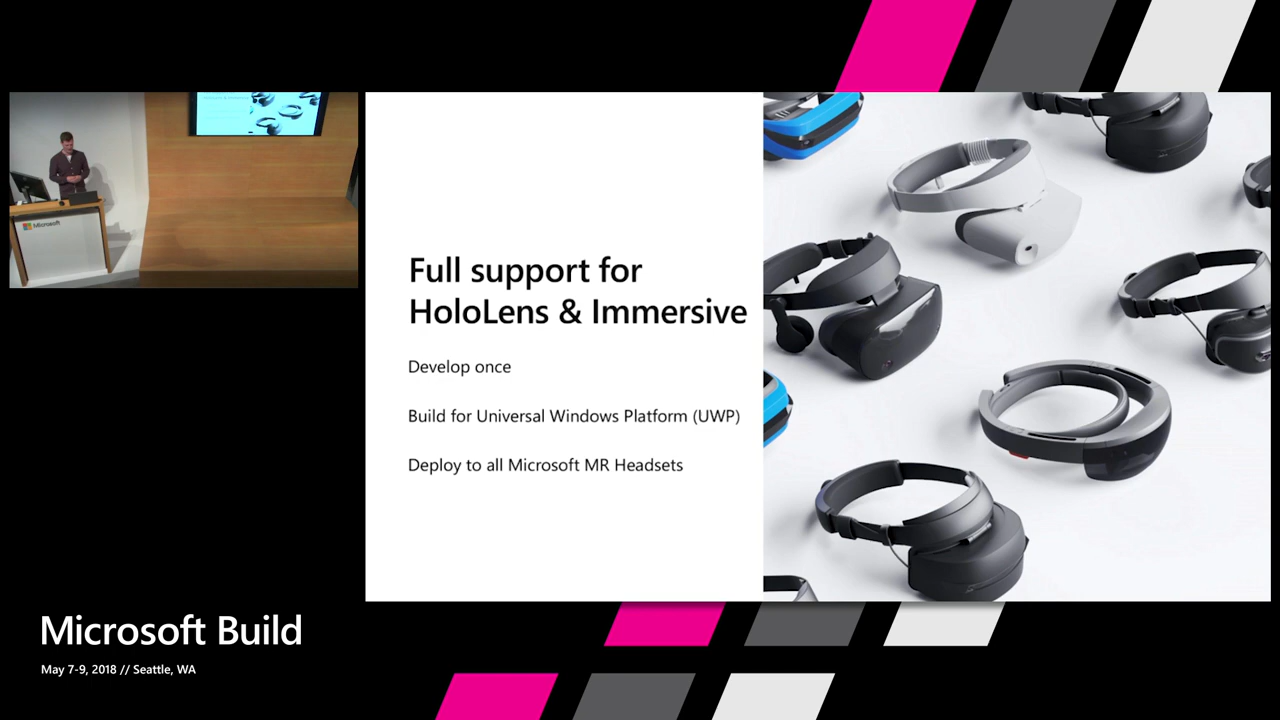 Microsoft
Full support for
HoloLens & Immersive
Develop once
Build for Universal Windows Platform (UWP)
Deploy to all Microsoft MR Headsets
Microsoft Build
May 7-9, 2018 // Seattle, WA